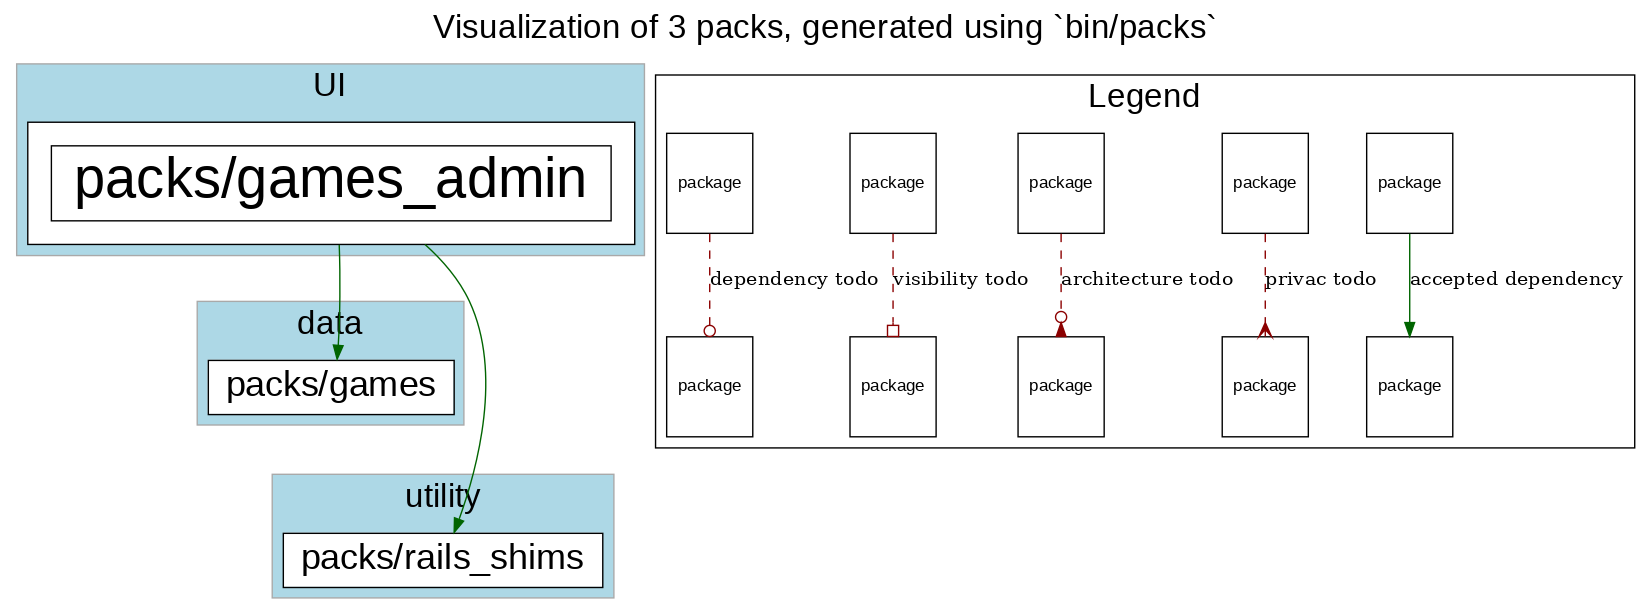 Visualization of 3 packs, generated using `bin/packs`
UI
packs/games_admin
data
packs/games
utility
packs/rails_shims
Legend
package
package
package
package
package
dependency todo
visibility todo
architecture todo
privac todo
accepted dependency
package
package
package
package
package